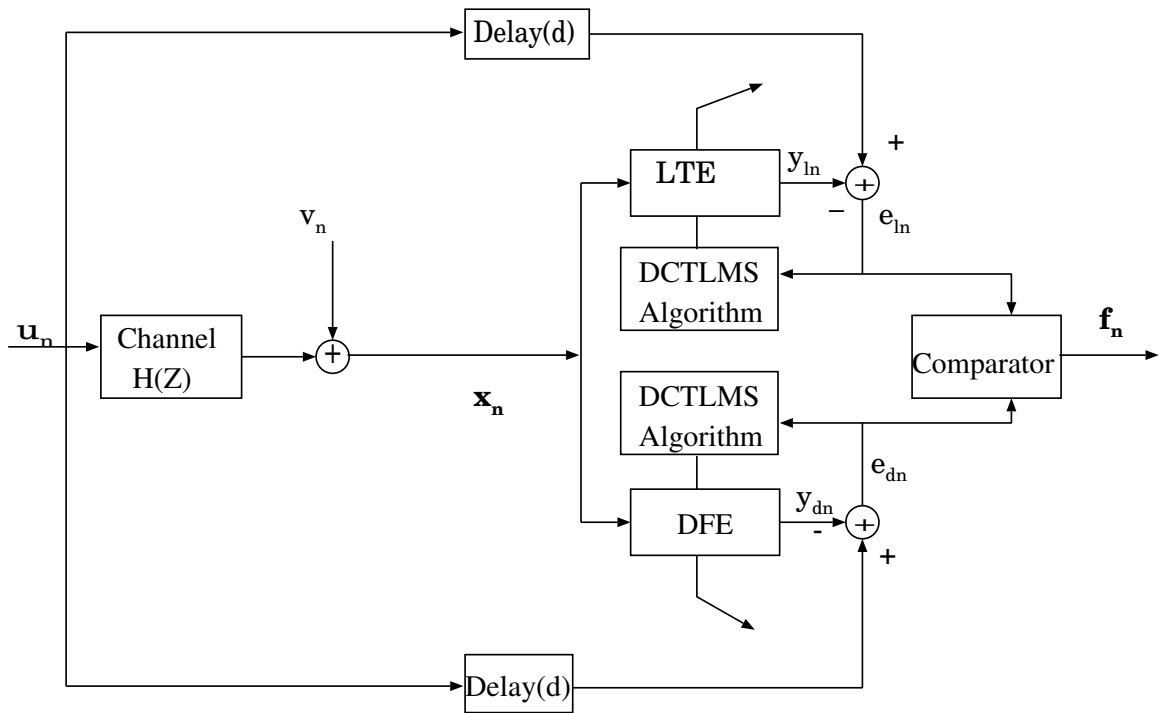 Delay(d)
+
LTE
y_ln
+
−
e_ln
v_n
DCTLMS
Algorithm
u_n
Channel
H(Z)
+
x_n
f_n
Comparator
DCTLMS
Algorithm
e_dn
DFE
y_dn
+
-
+
Delay(d)